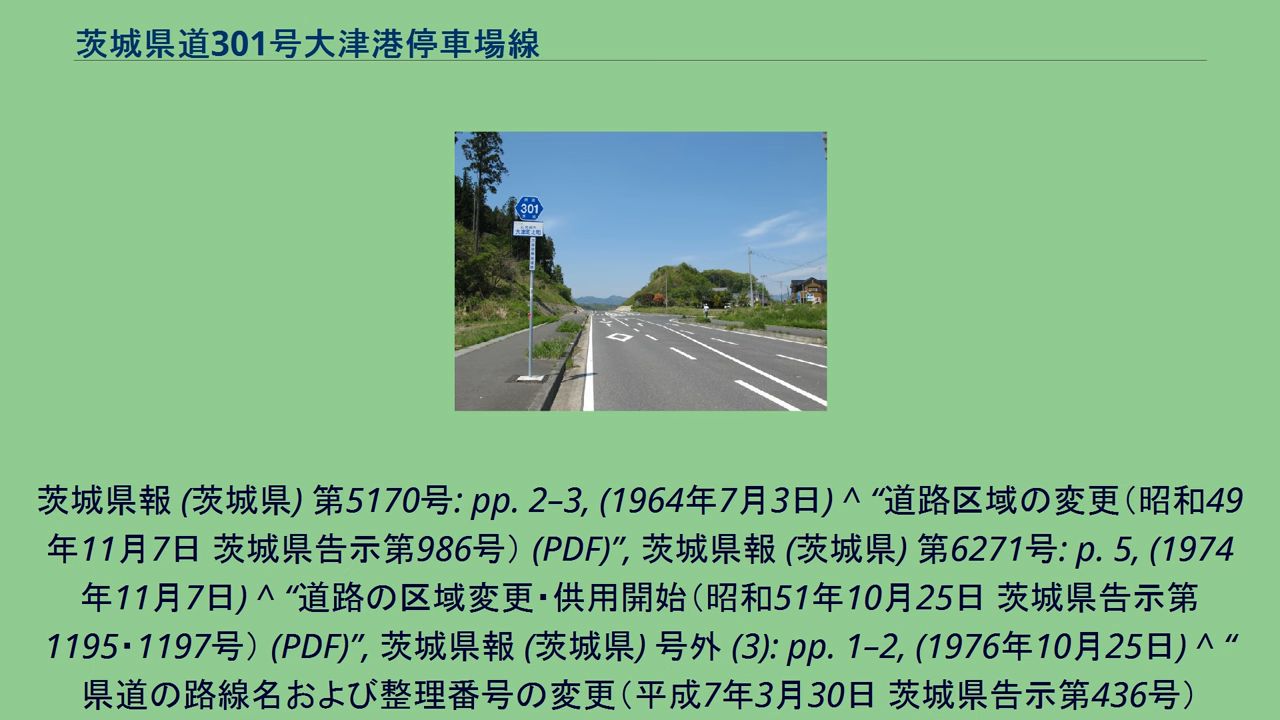 茨城県道301号大津港停車場線
301
茨城県報 (茨城県) 第5170号: pp. 2–3, (1964年7月3日) ^ “道路区域の変更（昭和49
年11月7日 茨城県告示第986号） (PDF)”, 茨城県報 (茨城県) 第6271号: p. 5, (1974
年11月7日) ^ “道路の区域変更・供用開始（昭和51年10月25日 茨城県告示第
1195・1197号） (PDF)”, 茨城県報 (茨城県) 号外 (3): pp. 1–2, (1976年10月25日) ^ “
県道の路線名および整理番号の変更（平成7年3月30日 茨城県告示第436号）